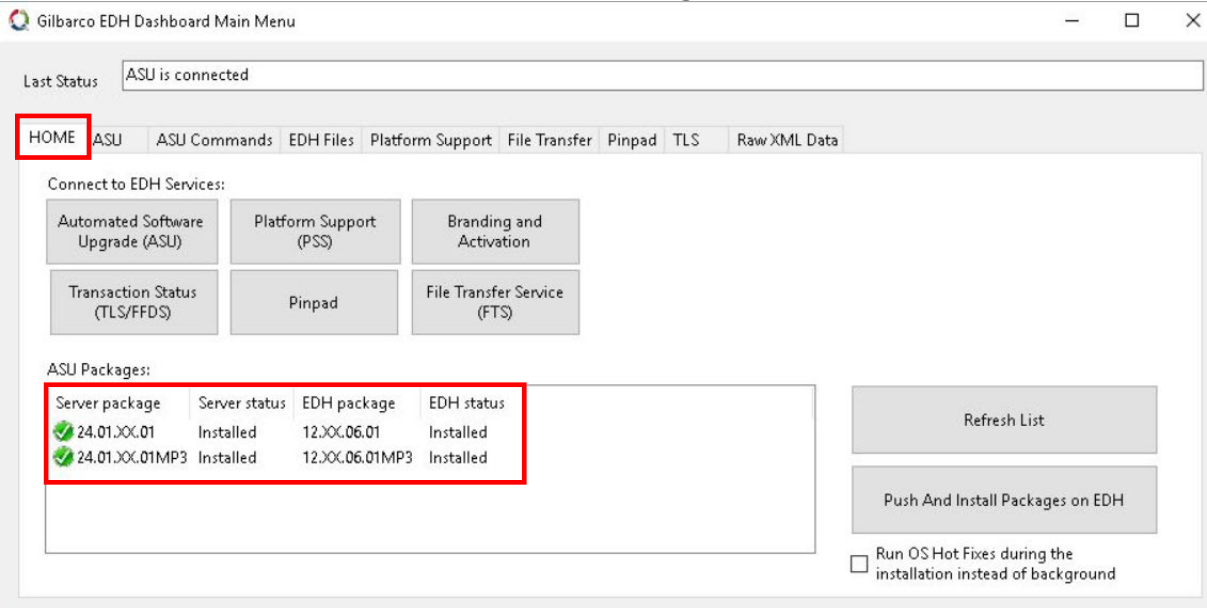 Gilbarco EDH Dashboard Main Menu
Last Status ASU is connected
HOME ASU ASU Commands EDH Files Platform Support File Transfer Pinpad TLS Raw XML Data
Connect to EDH Services:
Automated Software
Upgrade (ASU)
Platform Support
(PSS)
Branding and
Activation
Transaction Status
(TLS/FFDS)
Pinpad
File Transfer Service
(FTS)
ASU Packages:
Server package Server status EDH package EDH status
24.01.XX.01 Installed 12.XX.06.01 Installed
24.01.XX.01MP3 Installed 12.XX.06.01MP3 Installed
Refresh List
Push And Install Packages on EDH
Run OS Hot Fixes during the
installation instead of background